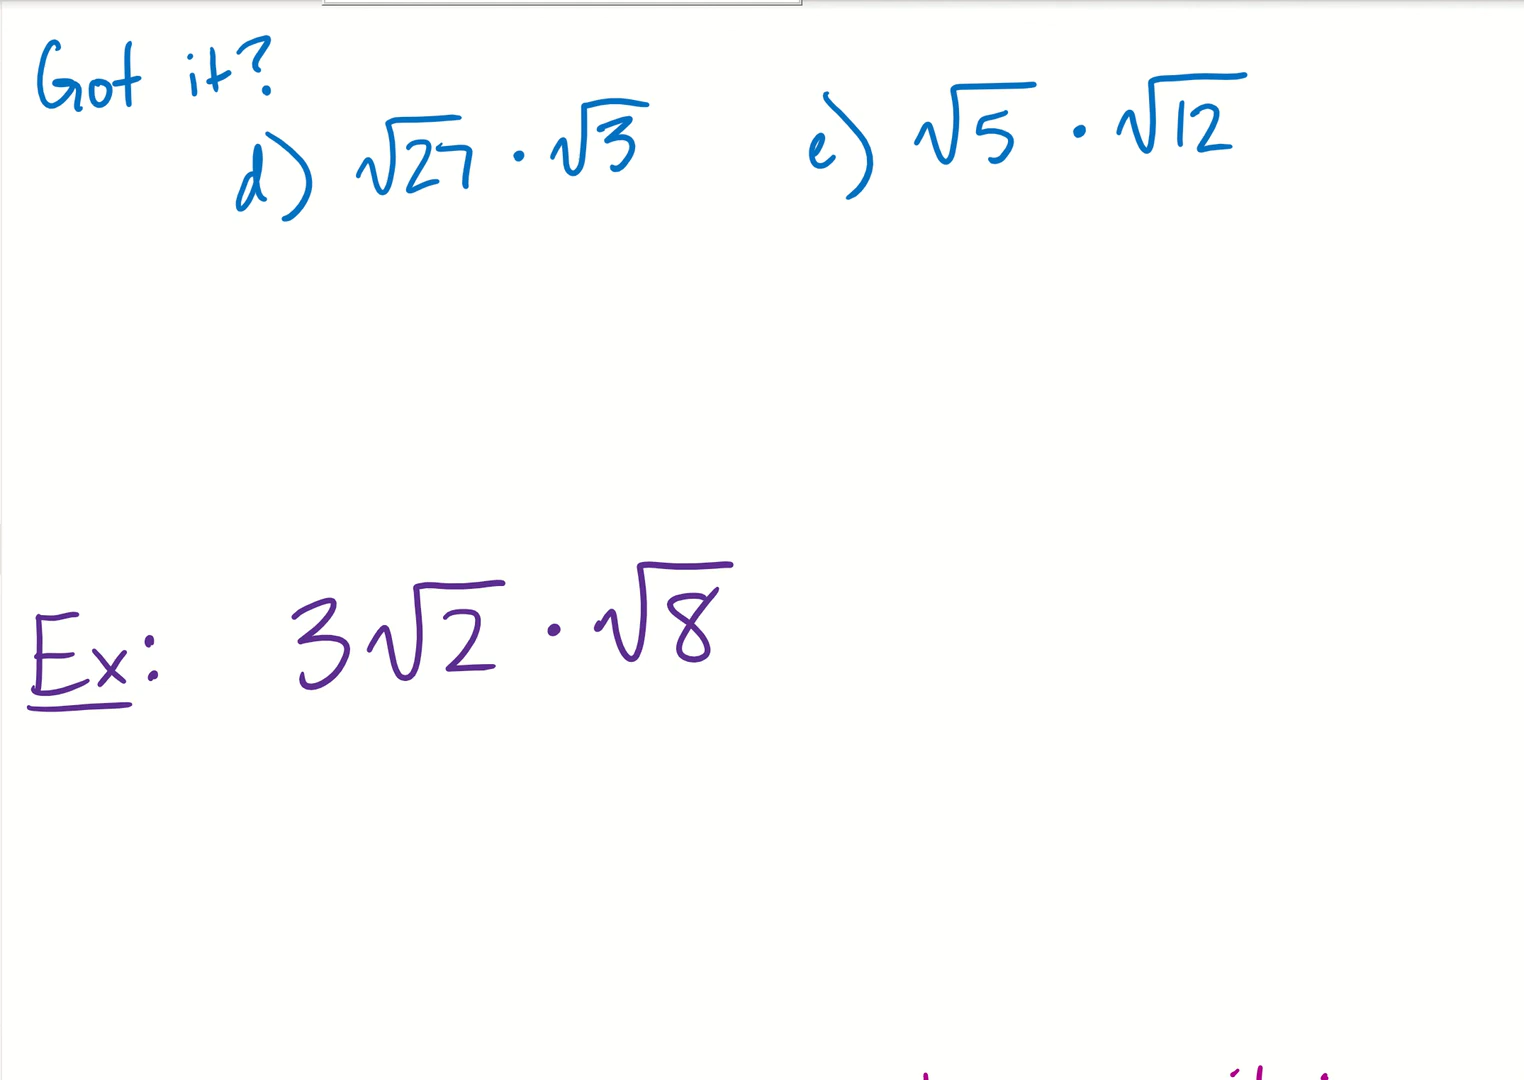 Got it?
d) √27 · √3 e) √5 · √12
Ex: 3√2 · √8